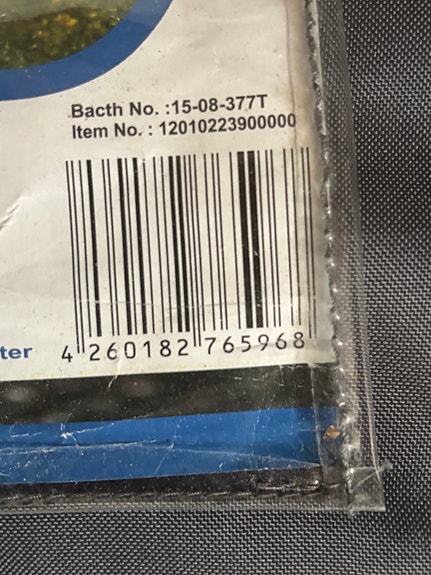 Bacth No. :15-08-377T
Item No. : 12010223900000
ter
4 260182 765968